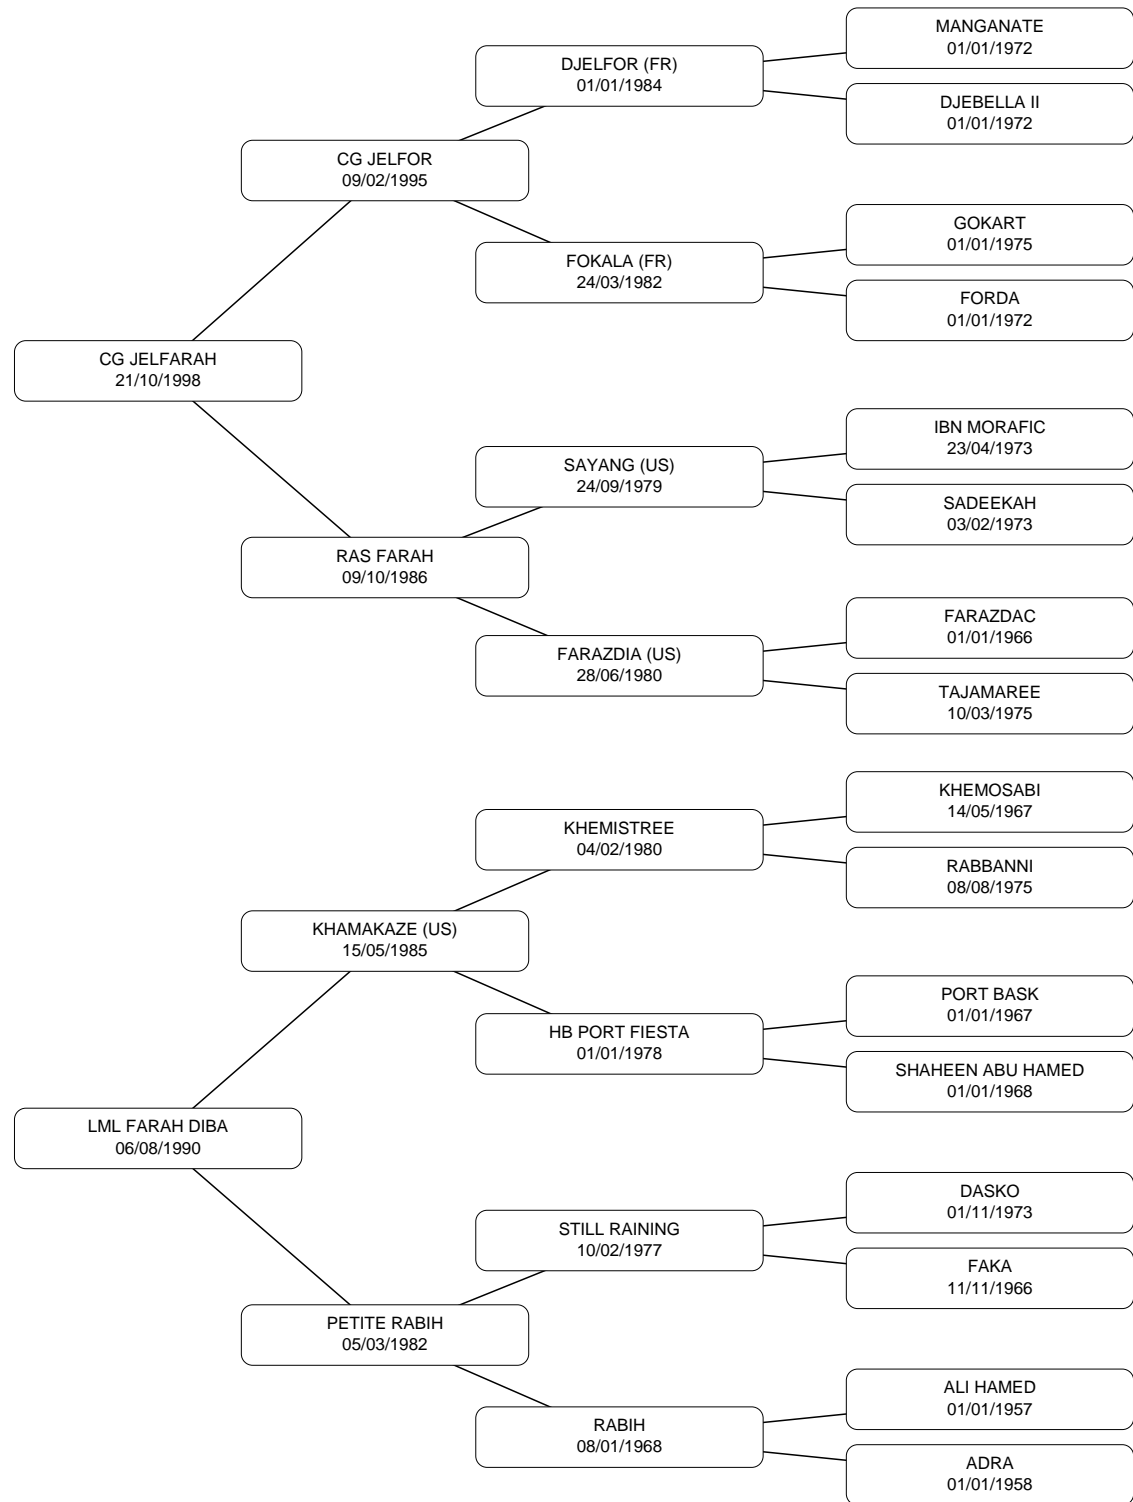 MANGANATE
01/01/1972
DJELFOR (FR)
01/01/1984
DJEBELLA II
01/01/1972
CG JELFOR
09/02/1995
GOKART
01/01/1975
FOKALA (FR)
24/03/1982
FORDA
01/01/1972
CG JELFARAH
21/10/1998
IBN MORAFIC
23/04/1973
SAYANG (US)
24/09/1979
SADEEKAH
03/02/1973
RAS FARAH
09/10/1986
FARAZDAC
01/01/1966
FARAZDIA (US)
28/06/1980
TAJAMAREE
10/03/1975
KHEMOSABI
14/05/1967
KHEMISTREE
04/02/1980
RABBANNI
08/08/1975
KHAMAKAZE (US)
15/05/1985
PORT BASK
01/01/1967
HB PORT FIESTA
01/01/1978
SHAHEEN ABU HAMED
01/01/1968
LML FARAH DIBA
06/08/1990
DASKO
01/11/1973
STILL RAINING
10/02/1977
FAKA
11/11/1966
PETITE RABIH
05/03/1982
ALI HAMED
01/01/1957
RABIH
08/01/1968
ADRA
01/01/1958